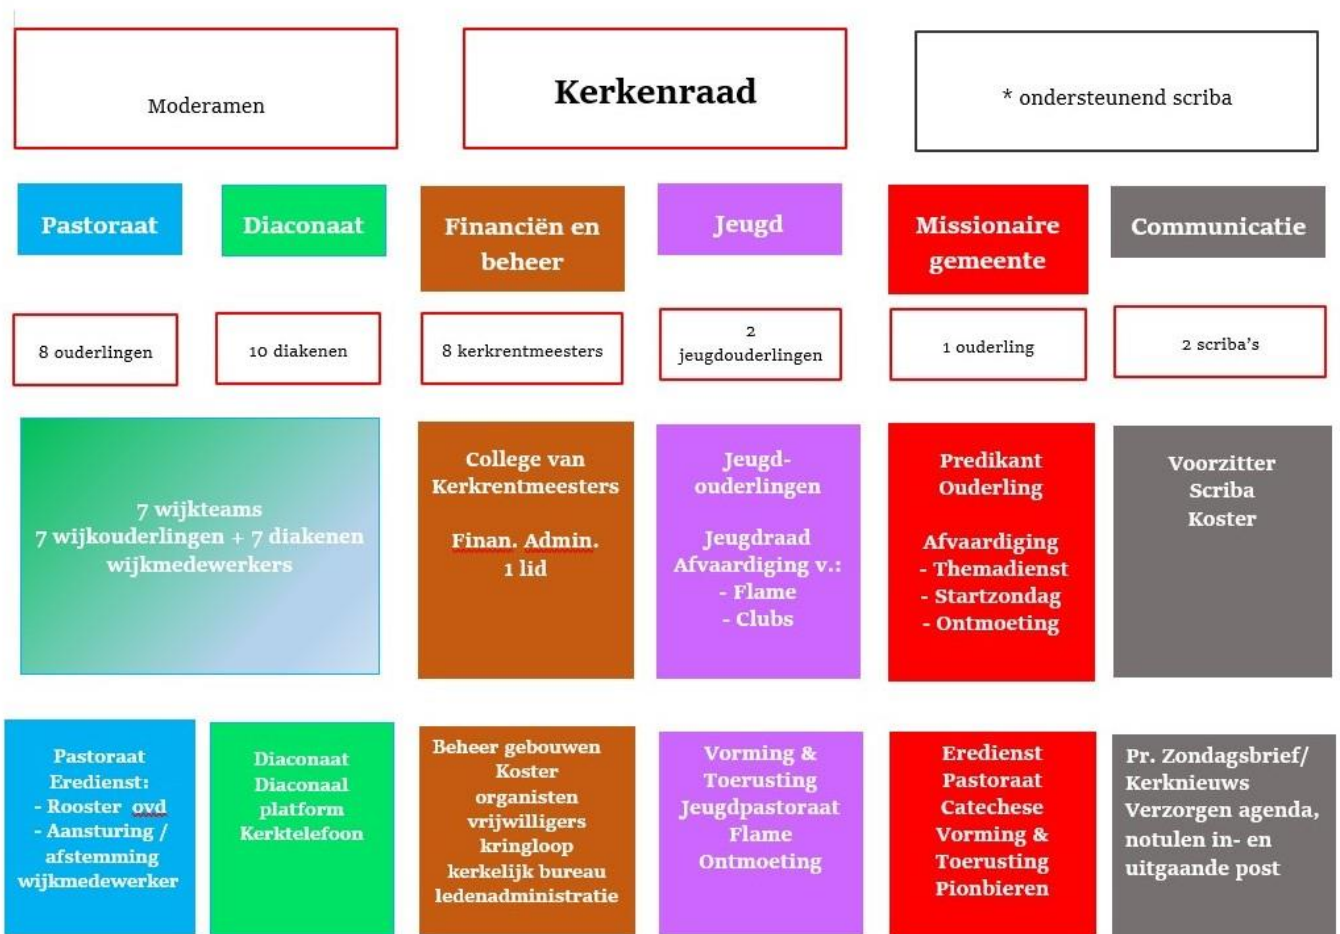 Moderamen
Kerkenraad
* ondersteunend scriba
Pastoraat
Diaconaat
Financiën en
beheer
Jeugd
Missionaire
gemeente
Communicatie
8 ouderlingen
10 diakenen
8 kerkrentmeesters
2
jeugdouderlingen
1 ouderling
2 scriba's
7 wijkteams
7 wijkouderlingen + 7 diakenen
wijkmedewerkers
College van
Kerkrentmeesters
Finan. Admin.
1 lid
Jeugd-
ouderlingen
Jeugdraad
Afvaardiging v.:
- Flame
- Clubs
Predikant
Ouderling
Afvaardiging
- Themadienst
- Startzondag
- Ontmoeting
Voorzitter
Scriba
Koster
Pastoraat
Eredienst:
- Rooster ovd
- Aansturing /
afstemming
wijkmedewerker
Diaconaat
Diaconaal
platform
Kerktelefoon
Beheer gebouwen
Koster
organisten
vrijwilligers
kringloop
kerkelijk bureau
ledenadministratie
Vorming &
Toerusting
Jeugdpastoraat
Flame
Ontmoeting
Eredienst
Pastoraat
Catechese
Vorming &
Toerusting
Pionbieren
Pr. Zondagsbrief/
Kerknieuws
Verzorgen agenda,
notulen in- en
uitgaande post